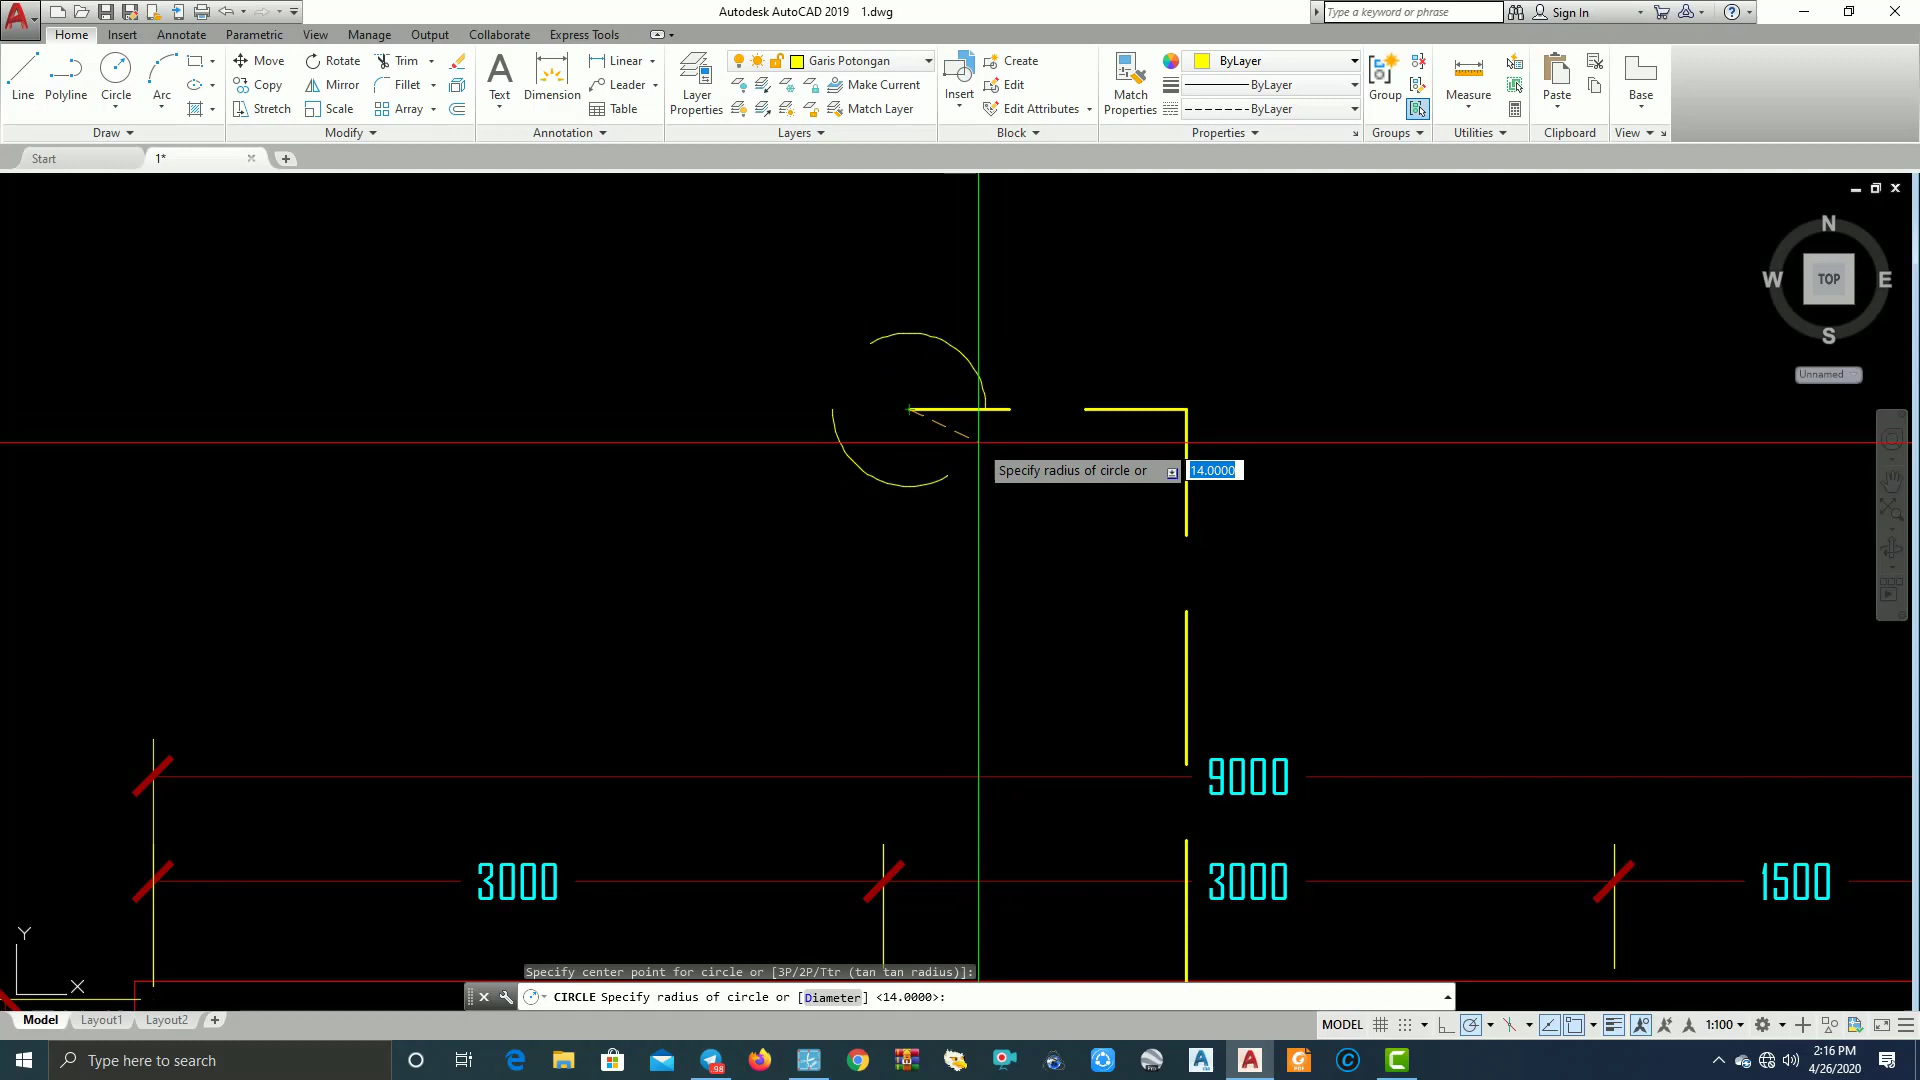 Autodesk AutoCAD 2019   1.dwg
Type a keyword or phrase
Sign In
Home Insert Annotate Parametric View Manage Output Collaborate Express Tools
Line
Polyline
Circle
Arc
Move Rotate Trim
Copy Mirror Fillet
Stretch Scale Array
Text
Dimension
Linear
Leader
Table
Layer
Properties
Garis Potongan
Make Current
Match Layer
Insert
Create
Edit
Edit Attributes
Match
Properties
ByLayer
ByLayer
ByLayer
Group
Measure
Paste
Base
Draw Modify Annotation Layers Block Properties Groups Utilities Clipboard View
Start 1*
N
W TOP E
S
Unnamed
Specify radius of circle or 14.0000
9000
3000 3000 1500
Y
X
Specify center point for circle or [3P/2P/Ttr (tan tan radius)]:
CIRCLE Specify radius of circle or [Diameter] <14.0000>:
Model Layout1 Layout2
MODEL 1:100
Type here to search
98
2:16 PM
4/26/2020